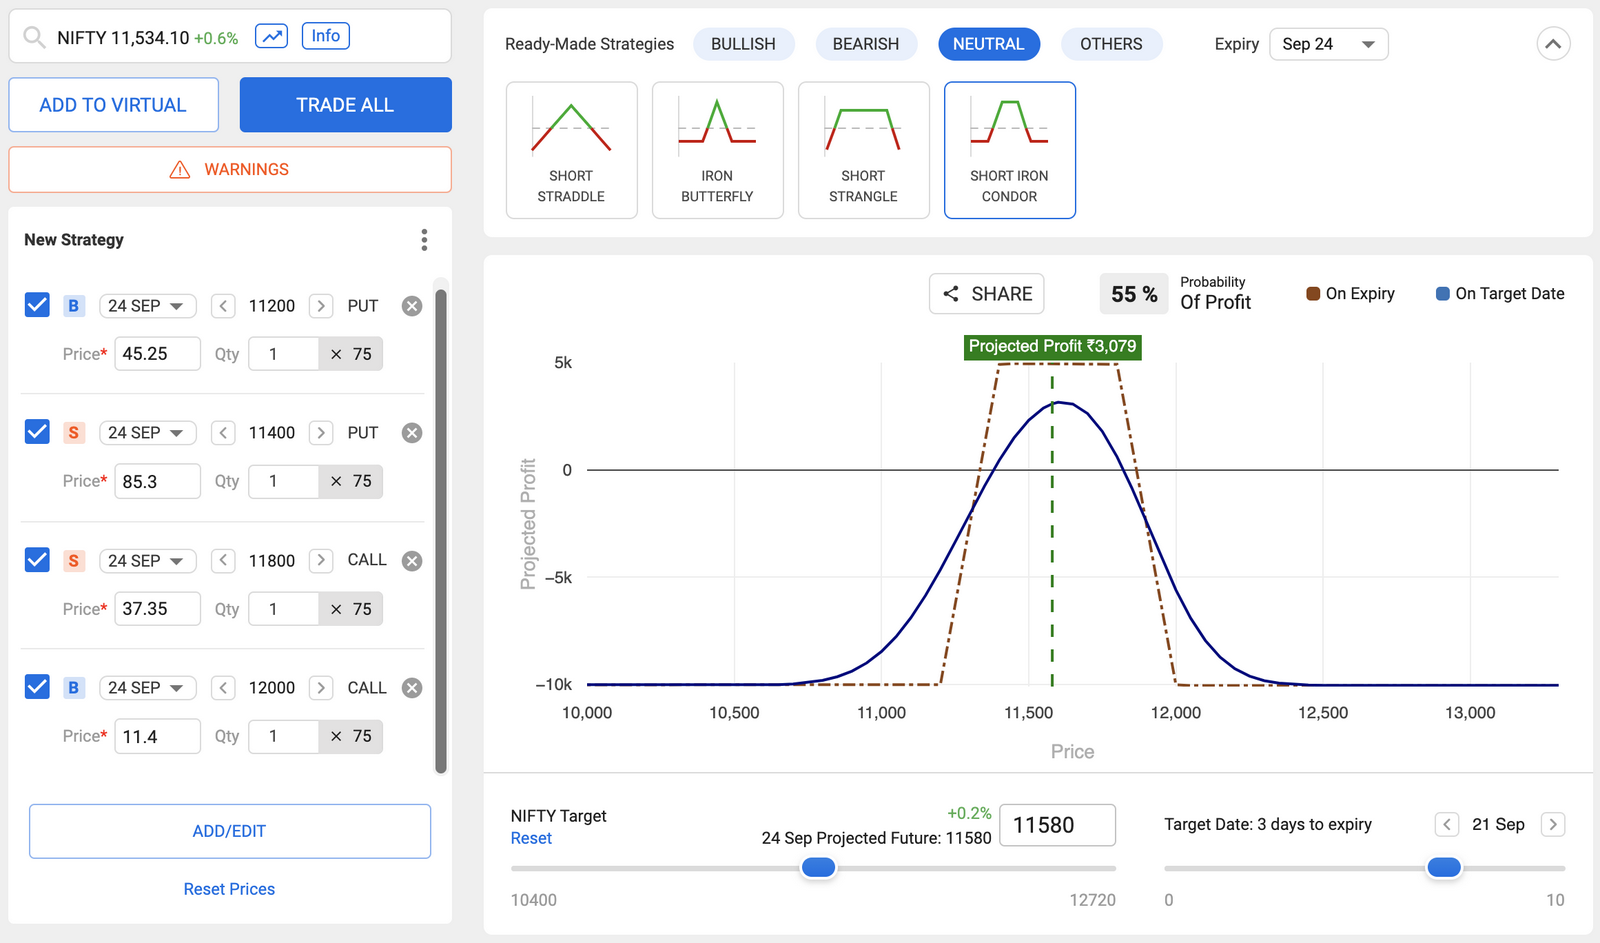 NIFTY 11,534.10 +0.6% Info
ADD TO VIRTUAL TRADE ALL
WARNINGS
New Strategy
B 24 SEP 11200 PUT
Price* 45.25 Qty 1 × 75
S 24 SEP 11400 PUT
Price* 85.3 Qty 1 × 75
S 24 SEP 11800 CALL
Price* 37.35 Qty 1 × 75
B 24 SEP 12000 CALL
Price* 11.4 Qty 1 × 75
ADD/EDIT
Reset Prices
Ready-Made Strategies BULLISH BEARISH NEUTRAL OTHERS Expiry Sep 24
SHORT
STRADDLE
IRON
BUTTERFLY
SHORT
STRANGLE
SHORT IRON
CONDOR
SHARE
55 %
Probability
Of Profit
On Expiry
On Target Date
Projected Profit ₹3,079
5k
0
−5k
−10k
Projected Profit
10,000 10,500 11,000 11,500 12,000 12,500 13,000
Price
NIFTY Target
Reset
+0.2%
24 Sep Projected Future: 11580
11580
10400 12720
Target Date: 3 days to expiry
21 Sep
0 10